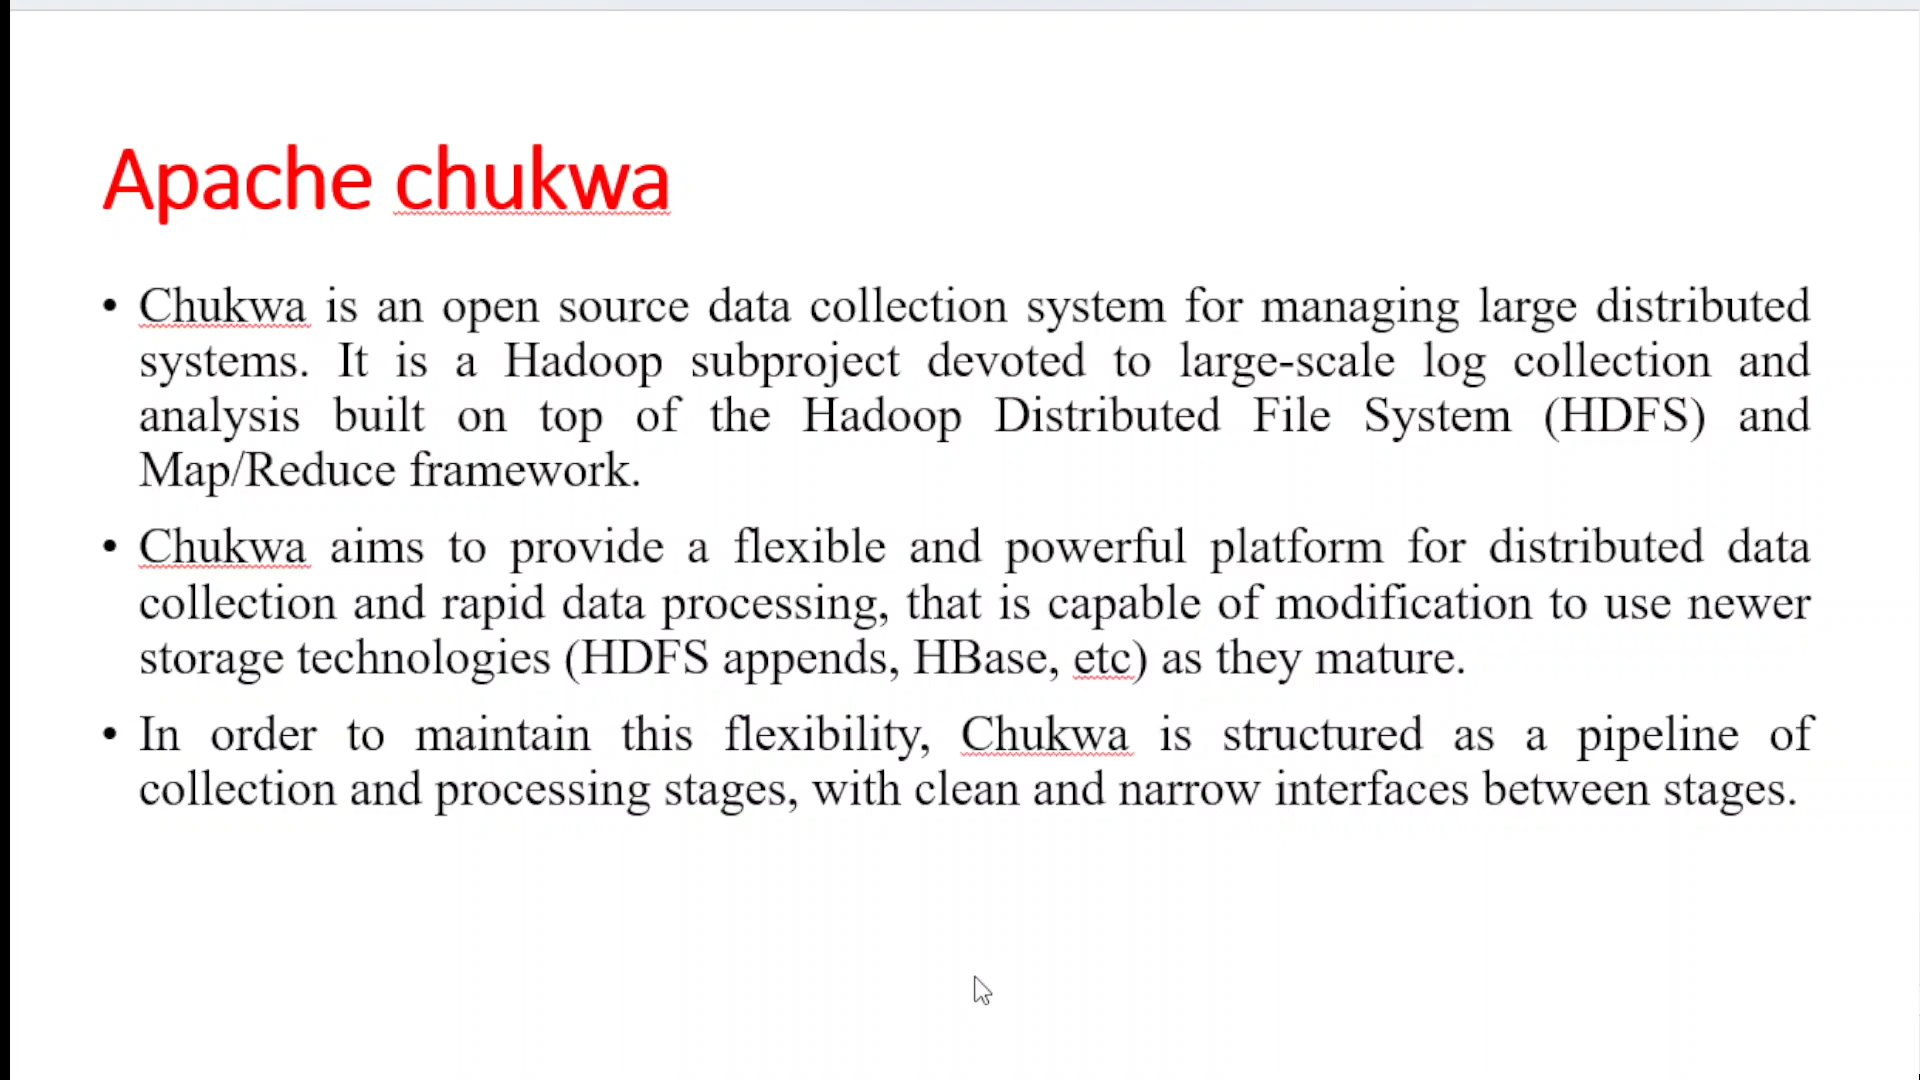 Apache chukwa
• Chukwa is an open source data collection system for managing large distributed
systems. It is a Hadoop subproject devoted to large-scale log collection and
analysis built on top of the Hadoop Distributed File System (HDFS) and
Map/Reduce framework.
• Chukwa aims to provide a flexible and powerful platform for distributed data
collection and rapid data processing, that is capable of modification to use newer
storage technologies (HDFS appends, HBase, etc) as they mature.
• In order to maintain this flexibility, Chukwa is structured as a pipeline of
collection and processing stages, with clean and narrow interfaces between stages.